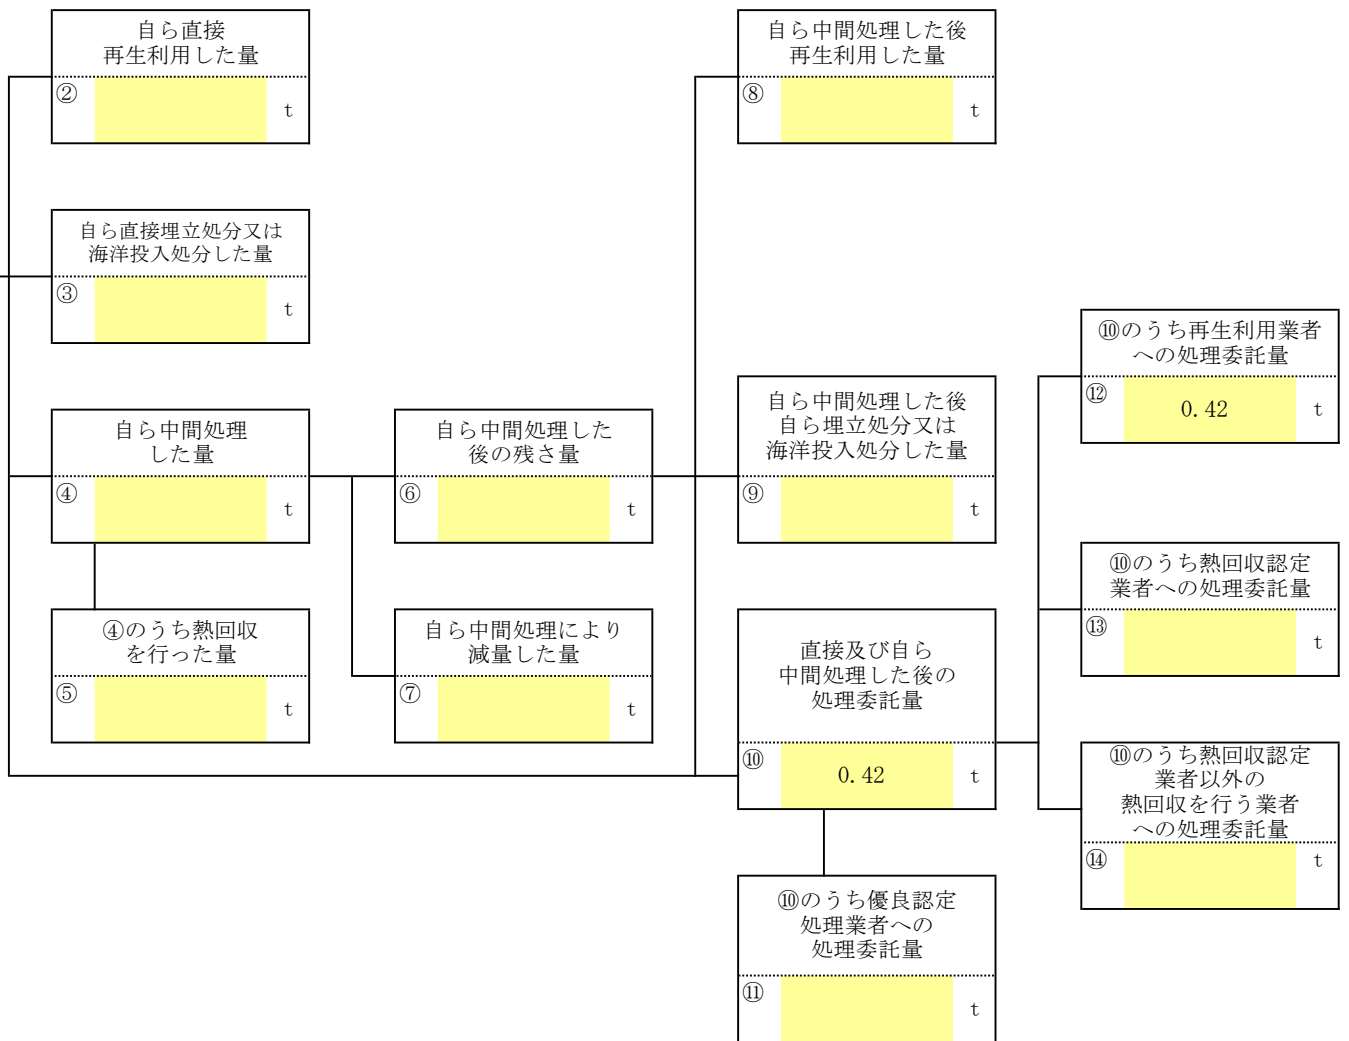 自ら直接
再生利用した量
②
t
自ら中間処理した後
再生利用した量
⑧
t
自ら直接埋立処分又は
海洋投入処分した量
③
t
⑩のうち再生利用業者
への処理委託量
⑫
0.42
t
自ら中間処理
した量
④
t
自ら中間処理した
後の残さ量
⑥
t
自ら中間処理した後
自ら埋立処分又は
海洋投入処分した量
⑨
t
⑩のうち熱回収認定
業者への処理委託量
⑬
t
④のうち熱回収
を行った量
⑤
t
自ら中間処理により
減量した量
⑦
t
直接及び自ら
中間処理した後の
処理委託量
⑩
0.42
t
⑩のうち熱回収認定
業者以外の
熱回収を行う業者
への処理委託量
⑭
t
⑩のうち優良認定
処理業者への
処理委託量
⑪
t